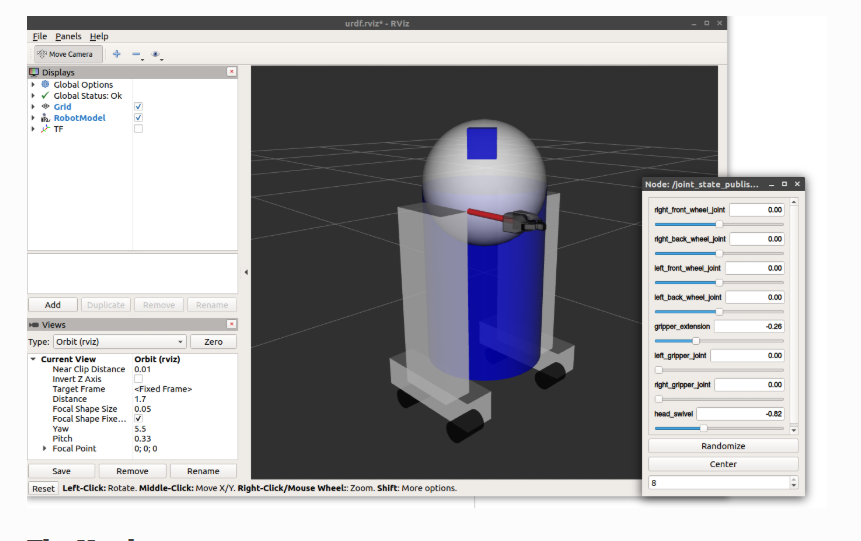 urdf.rviz* - RViz
File Panels Help
Move Camera
Displays
Global Options
Global Status: Ok
Grid
RobotModel
TF
Add Duplicate Remove Rename
Views
Type: Orbit (rviz) Zero
Current View Orbit (rviz)
Near Clip Distance 0.01
Invert Z Axis
Target Frame <Fixed Frame>
Distance 1.7
Focal Shape Size 0.05
Focal Shape Fixe...
Yaw 5.5
Pitch 0.33
Focal Point 0; 0; 0
Save Remove Rename
Reset Left-Click: Rotate. Middle-Click: Move X/Y. Right-Click/Mouse Wheel:: Zoom. Shift: More options.
Node: /joint_state_publis...
right_front_wheel_joint 0.00
right_back_wheel_joint 0.00
left_front_wheel_joint 0.00
left_back_wheel_joint 0.00
gripper_extension -0.26
left_gripper_joint 0.00
right_gripper_joint 0.00
head_swivel -0.82
Randomize
Center
8